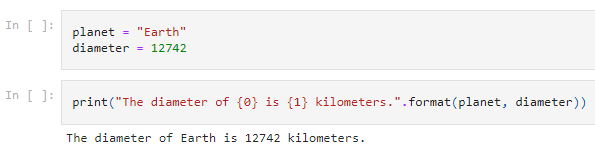 In [ ]:
planet = "Earth"
diameter = 12742
In [ ]:
print("The diameter of {0} is {1} kilometers.".format(planet, diameter))
The diameter of Earth is 12742 kilometers.